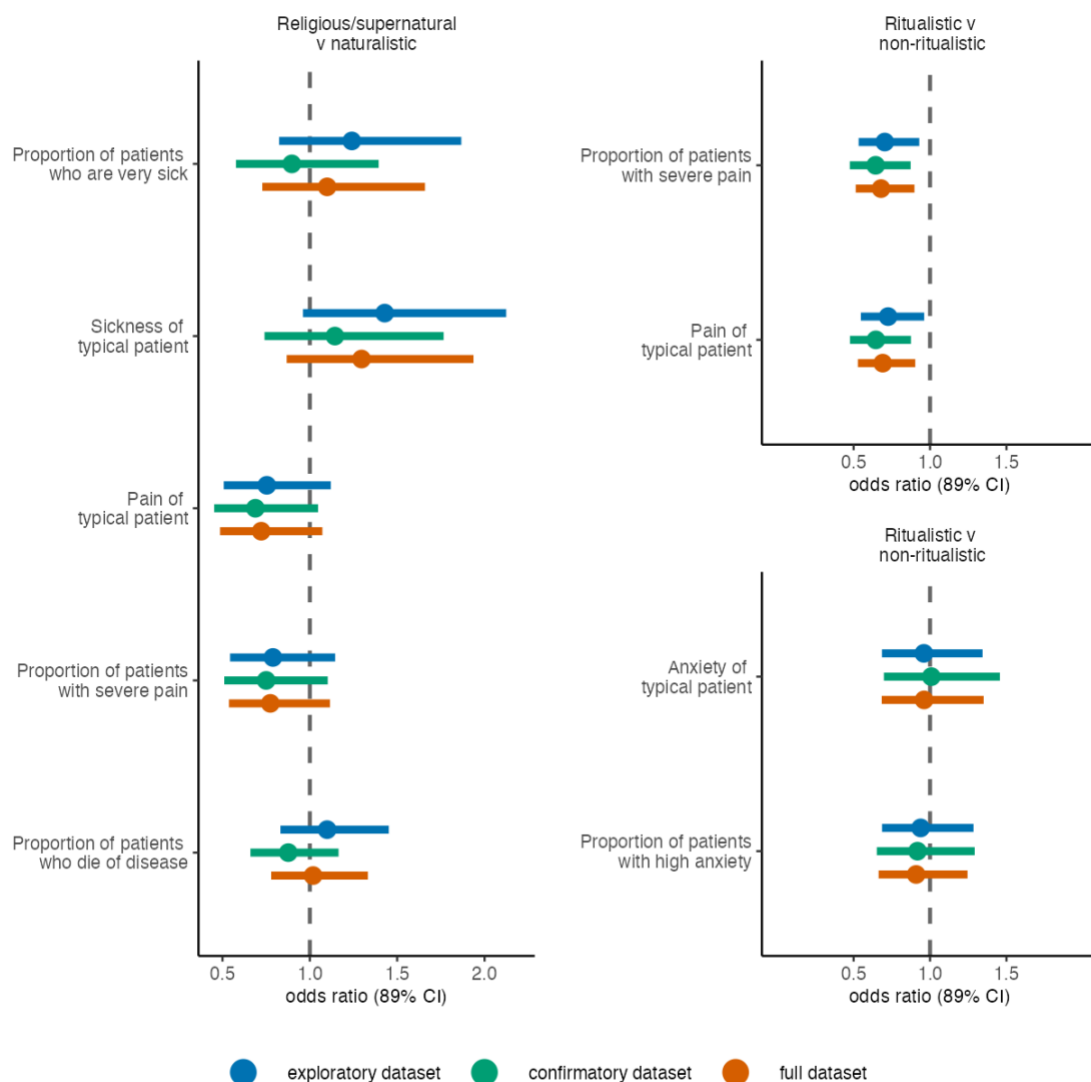 Religious/supernatural
v naturalistic
Proportion of patients
who are very sick
Sickness of
typical patient
Pain of
typical patient
Proportion of patients
with severe pain
Proportion of patients
who die of disease
0.5 1.0 1.5 2.0
odds ratio (89% CI)
Ritualistic v
non-ritualistic
Proportion of patients
with severe pain
Pain of
typical patient
0.5 1.0 1.5
odds ratio (89% CI)
Ritualistic v
non-ritualistic
Anxiety of
typical patient
Proportion of patients
with high anxiety
0.5 1.0 1.5
odds ratio (89% CI)
exploratory dataset confirmatory dataset full dataset